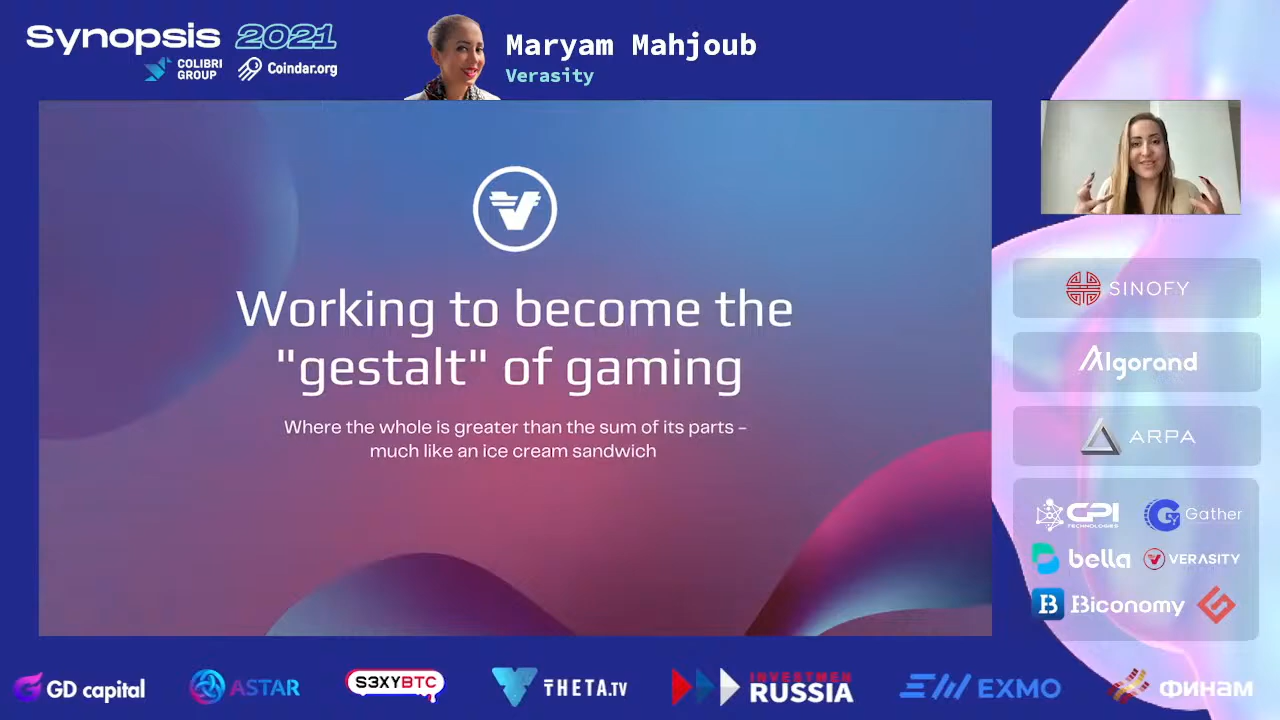 Synopsis 2021
COLIBRI
GROUP
Coindar.org
Maryam Mahjoub
Verasity
Working to become the
"gestalt" of gaming
Where the whole is greater than the sum of its parts –
much like an ice cream sandwich
SINOFY
Algorand
ARPA
CPI
TECHNOLOGIES
Gather
bella
VERASITY
Biconomy
GD capital
ASTAR
S3XYBTC
THETA.TV
RUSSIA
EXMO
ФИНАМ